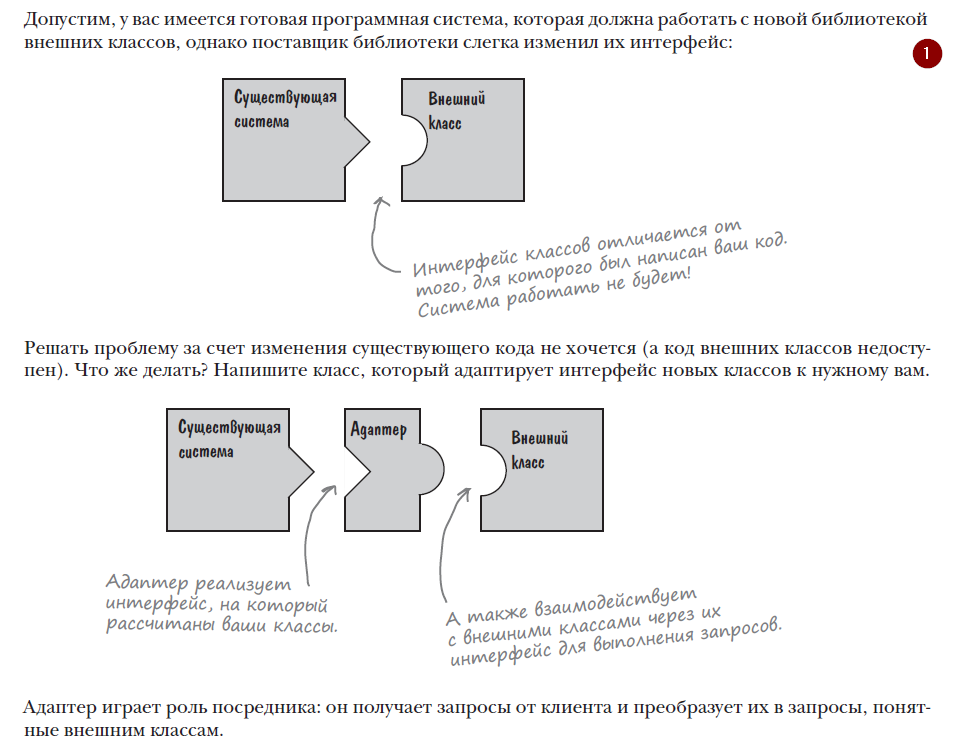 Допустим, у вас имеется готовая программная система, которая должна работать с новой библиотекой
внешних классов, однако поставщик библиотеки слегка изменил их интерфейс:
1
Существующая
система
Внешний
класс
Интерфейс классов отличается от
того, для которого был написан ваш код.
Система работать не будет!
Решать проблему за счет изменения существующего кода не хочется (а код внешних классов недосту-
пен). Что же делать? Напишите класс, который адаптирует интерфейс новых классов к нужному вам.
Существующая
система
Адаптер
Внешний
класс
Адаптер реализует
интерфейс, на который
рассчитаны ваши классы.
А также взаимодействует
с внешними классами через их
интерфейс для выполнения запросов.
Адаптер играет роль посредника: он получает запросы от клиента и преобразует их в запросы, понят-
ные внешним классам.